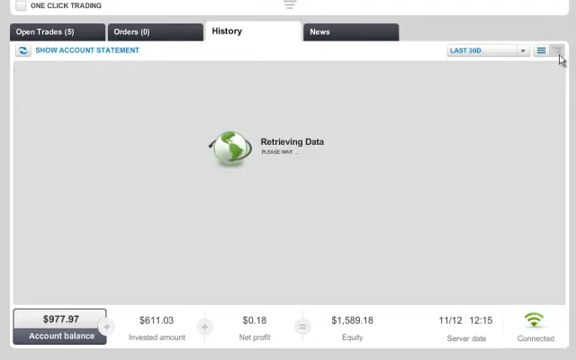 ONE CLICK TRADING
Open Trades (5) Orders (0) History News
SHOW ACCOUNT STATEMENT LAST 30D
Retrieving Data
PLEASE WAIT ...
$977.97 + $611.03 + $0.18 = $1,589.18 11/12 12:15
Account balance Invested amount Net profit Equity Server date Connected